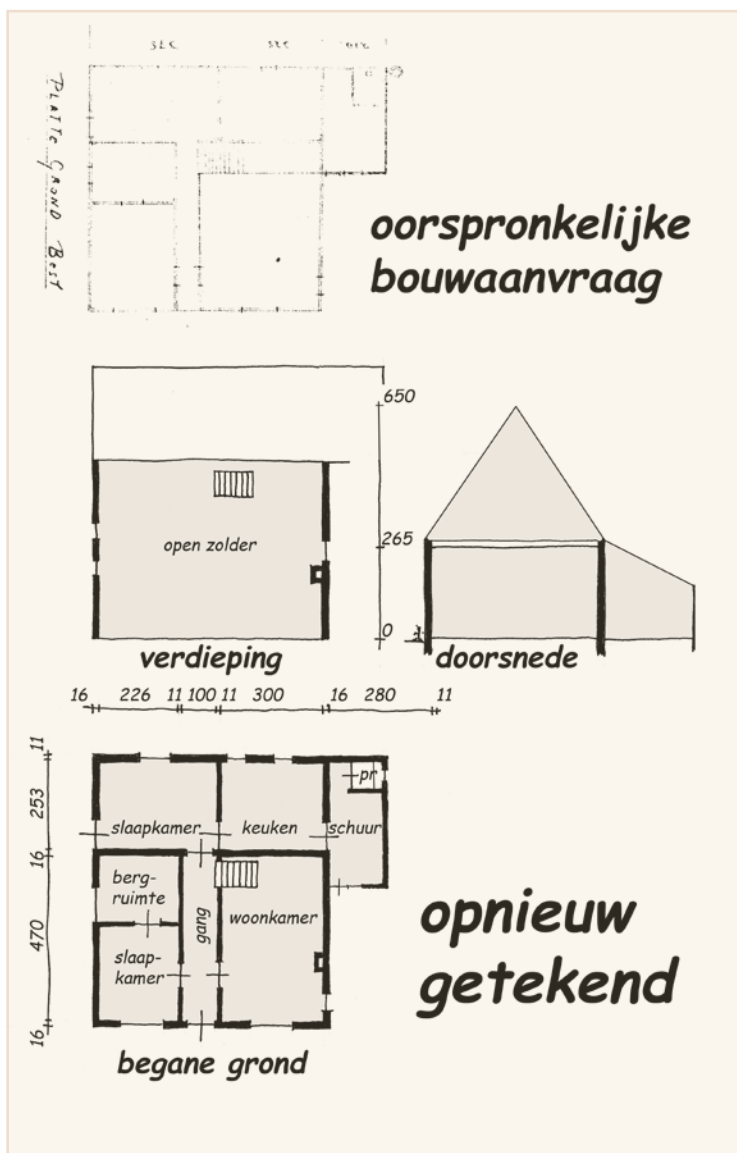 375
325
PLATTE GROND BEST
oorspronkelijke
bouwaanvraag
650
265
0
open zolder
verdieping
doorsnede
16 226 11 100 11 300 16 280 11
11
253
16
470
16
pr
slaapkamer
keuken
schuur
berg-
ruimte
gang
woonkamer
slaap-
kamer
begane grond
opnieuw
getekend